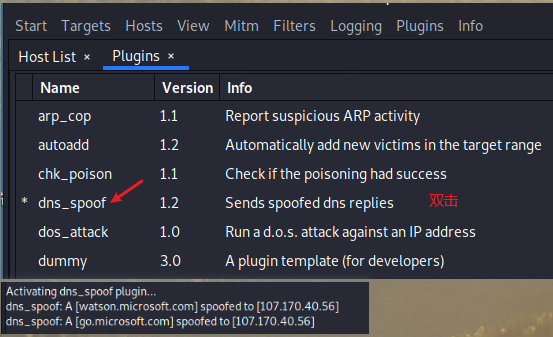 Start Targets Hosts View Mitm Filters Logging Plugins Info
Host List × Plugins ×
Name Version Info
arp_cop 1.1 Report suspicious ARP activity
autoadd 1.2 Automatically add new victims in the target range
chk_poison 1.1 Check if the poisoning had success
* dns_spoof 1.2 Sends spoofed dns replies 双击
dos_attack 1.0 Run a d.o.s. attack against an IP address
dummy 3.0 A plugin template (for developers)
Activating dns_spoof plugin...
dns_spoof: A [watson.microsoft.com] spoofed to [107.170.40.56]
dns_spoof: A [go.microsoft.com] spoofed to [107.170.40.56]